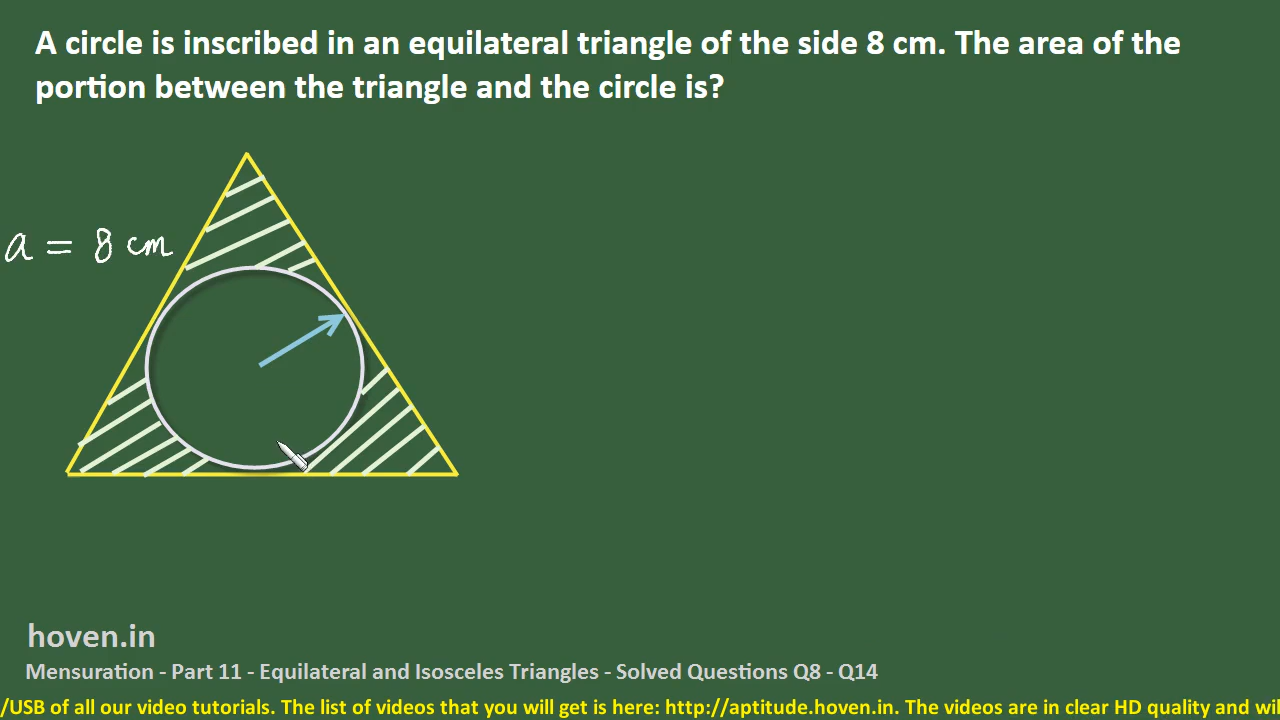 A circle is inscribed in an equilateral triangle of the side 8 cm. The area of the
portion between the triangle and the circle is?
a = 8 cm
hoven.in
Mensuration - Part 11 - Equilateral and Isosceles Triangles - Solved Questions Q8 - Q14
/USB of all our video tutorials. The list of videos that you will get is here: http://aptitude.hoven.in. The videos are in clear HD quality and wil